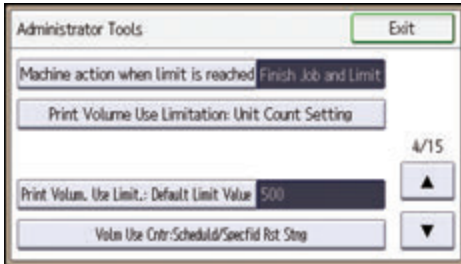 Administrator Tools
Exit
Machine action when limit is reached Finish Job and Limit
Print Volume Use Limitation: Unit Count Setting
4/15
Print Volum. Use Limit.: Default Limit Value 500
▲
Volm Use Cntr:Scheduld/Specfid Rst Stng
▼